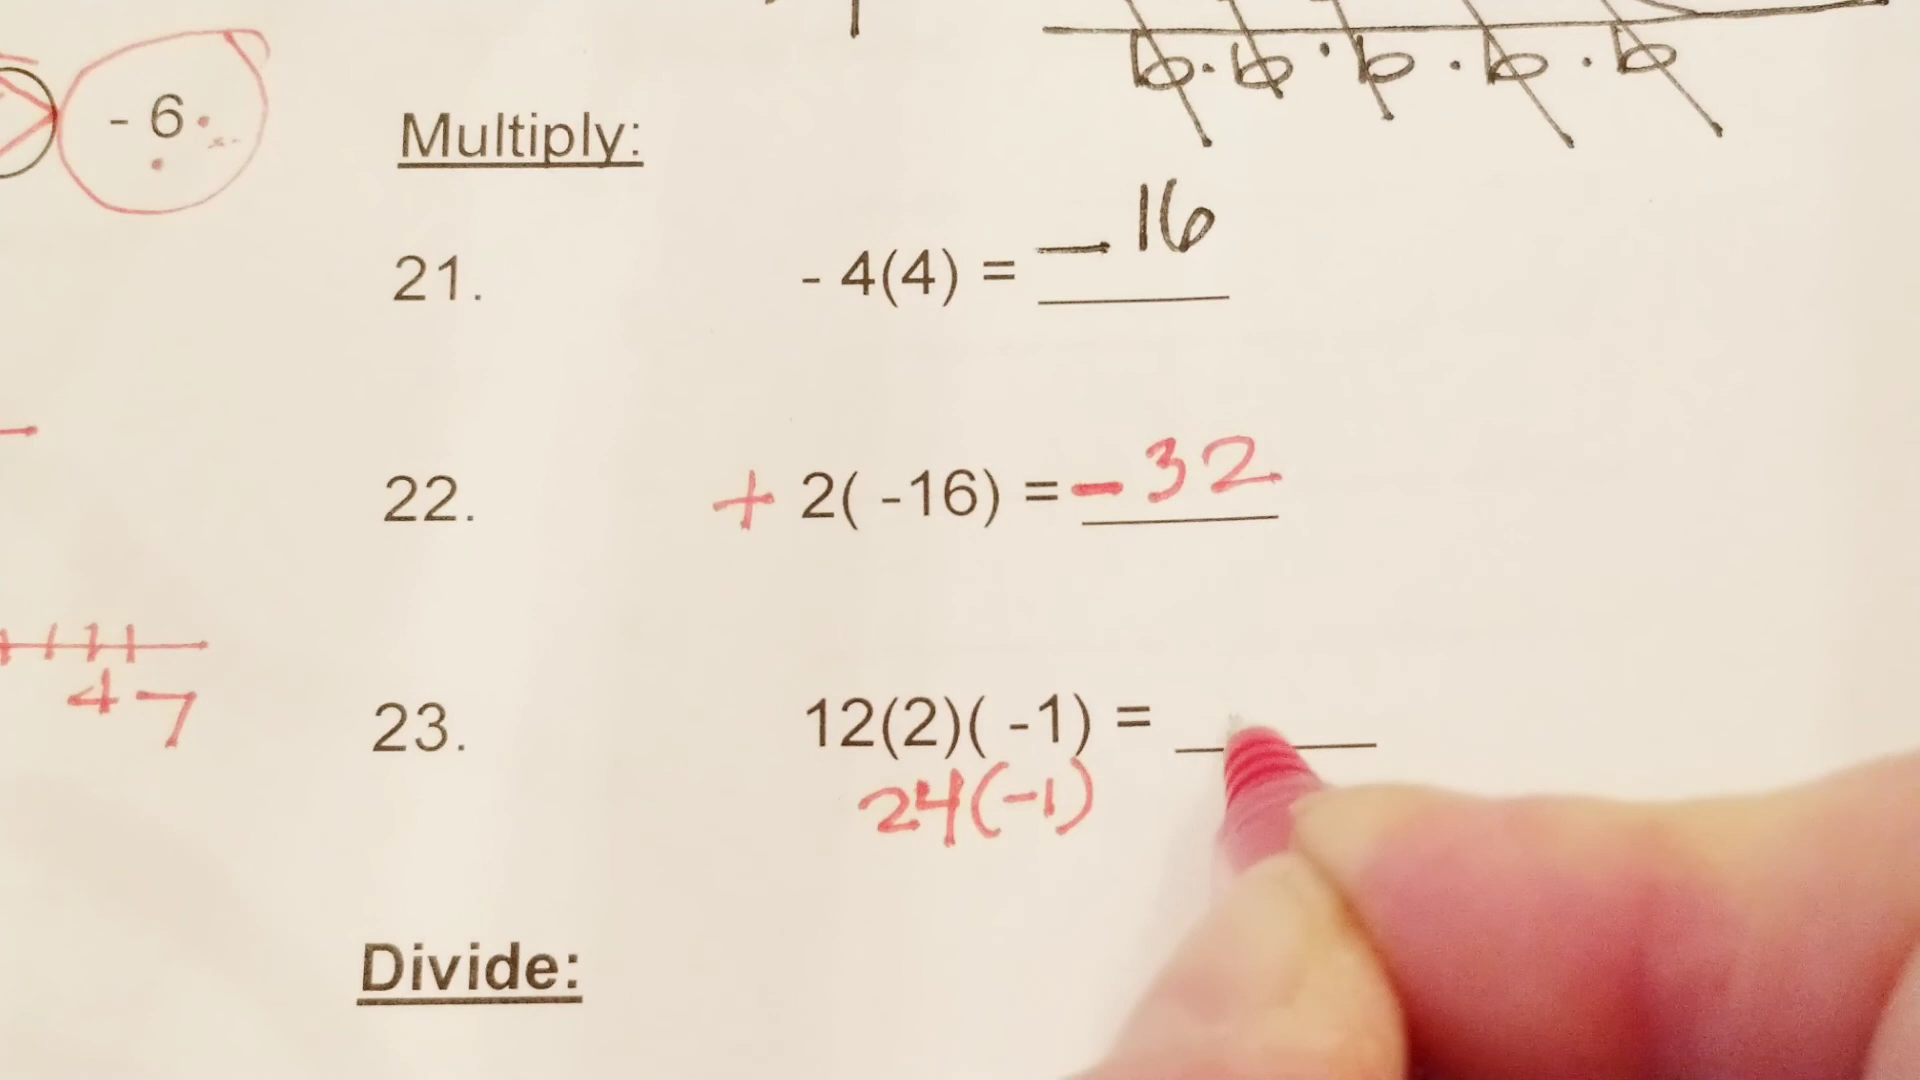 b · b · b · b · b
- 6
Multiply:
21. - 4(4) = - 16
22. + 2( -16) = - 32
4 7
23. 12(2)( -1) =
24(-1)
Divide: